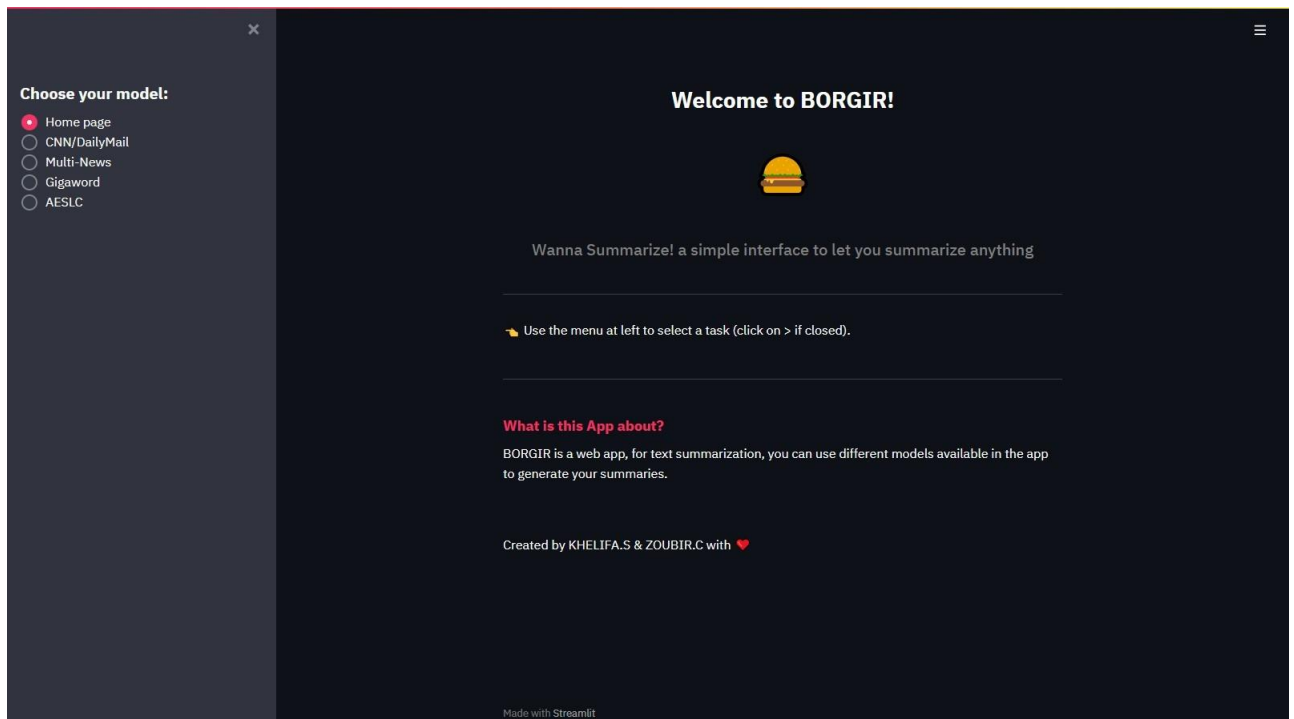 Choose your model:
Home page
CNN/DailyMail
Multi-News
Gigaword
AESLC
Welcome to BORGIR!
Wanna Summarize! a simple interface to let you summarize anything
👈 Use the menu at left to select a task (click on > if closed).
What is this App about?
BORGIR is a web app, for text summarization, you can use different models available in the app
to generate your summaries.
Created by KHELIFA.S & ZOUBIR.C with ❤️
Made with Streamlit